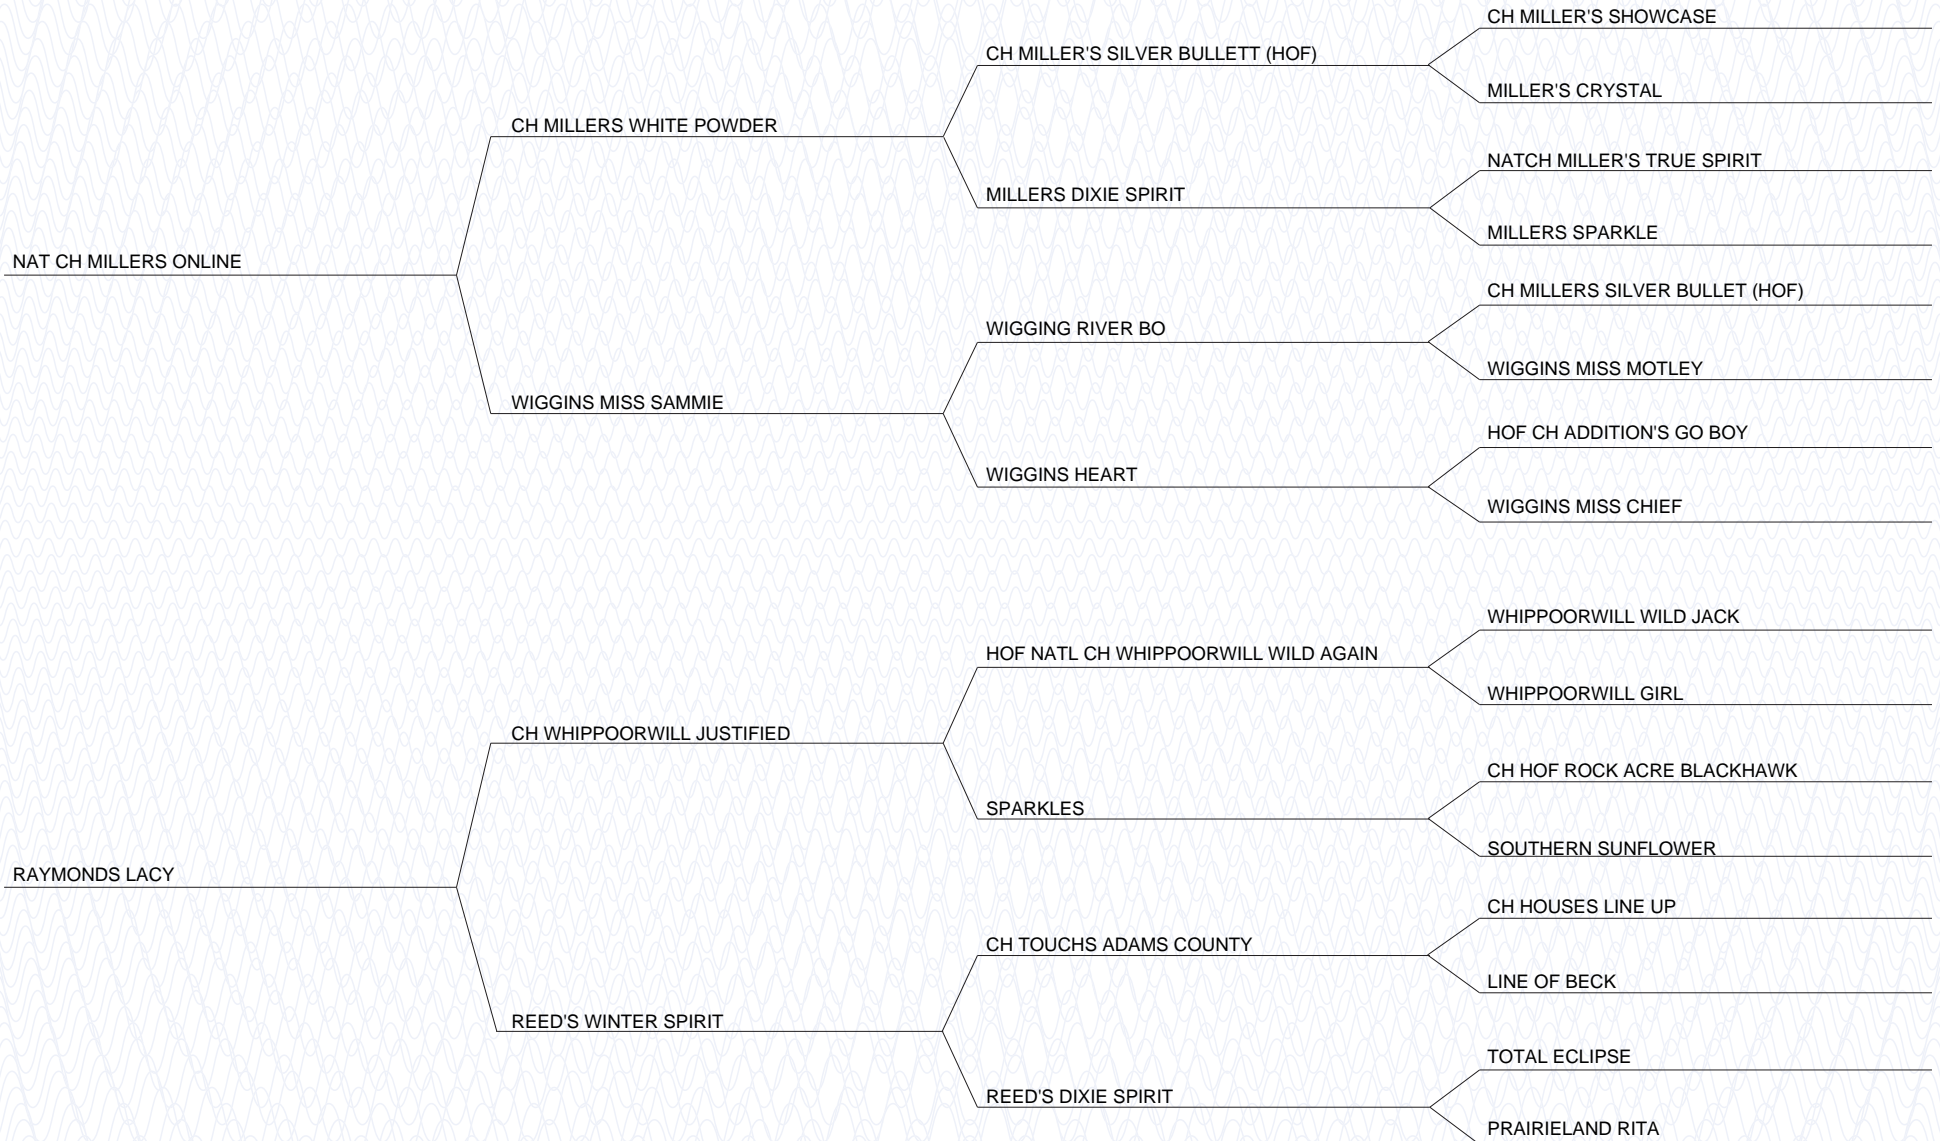 CH MILLER'S SHOWCASE
CH MILLER'S SILVER BULLETT (HOF)
MILLER'S CRYSTAL
CH MILLERS WHITE POWDER
NATCH MILLER'S TRUE SPIRIT
MILLERS DIXIE SPIRIT
MILLERS SPARKLE
NAT CH MILLERS ONLINE
CH MILLERS SILVER BULLET (HOF)
WIGGING RIVER BO
WIGGINS MISS MOTLEY
WIGGINS MISS SAMMIE
HOF CH ADDITION'S GO BOY
WIGGINS HEART
WIGGINS MISS CHIEF
WHIPPOORWILL WILD JACK
HOF NATL CH WHIPPOORWILL WILD AGAIN
WHIPPOORWILL GIRL
CH WHIPPOORWILL JUSTIFIED
CH HOF ROCK ACRE BLACKHAWK
SPARKLES
SOUTHERN SUNFLOWER
RAYMONDS LACY
CH HOUSES LINE UP
CH TOUCHS ADAMS COUNTY
LINE OF BECK
REED'S WINTER SPIRIT
TOTAL ECLIPSE
REED'S DIXIE SPIRIT
PRAIRIELAND RITA